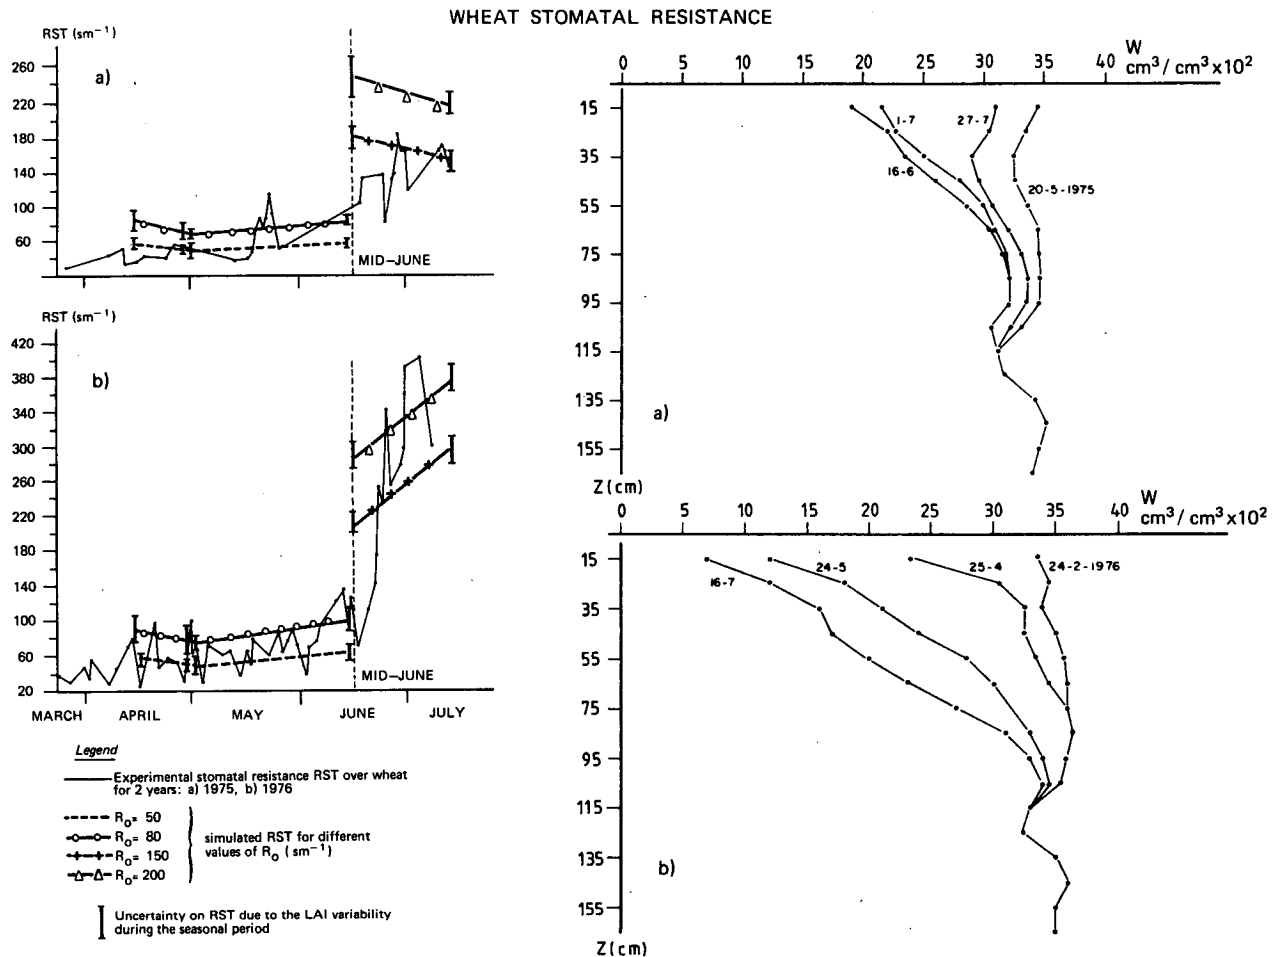 WHEAT STOMATAL RESISTANCE
RST (sm⁻¹)
a)
260
220
180
140
100
60
MID–JUNE
RST (sm⁻¹)
b)
420
380
340
300
260
220
180
140
100
60
20
MID–JUNE
MARCH APRIL MAY JUNE JULY
Legend
Experimental stomatal resistance RST over wheat
for 2 years: a) 1975, b) 1976
R₀= 50
R₀= 80
R₀= 150
R₀= 200
simulated RST for different
values of R₀ (sm⁻¹)
Uncertainty on RST due to the LAI variability
during the seasonal period
0 5 10 15 20 25 30 35 40
W
cm³/cm³x10²
15
35
55
75
95
115
135
155
Z(cm)
1-7
27-7
16-6
20-5-1975
a)
0 5 10 15 20 25 30 35 40
W
cm³/cm³x10²
15
35
55
75
95
115
135
155
Z(cm)
16-7
24-5
25-4
24-2-1976
b)